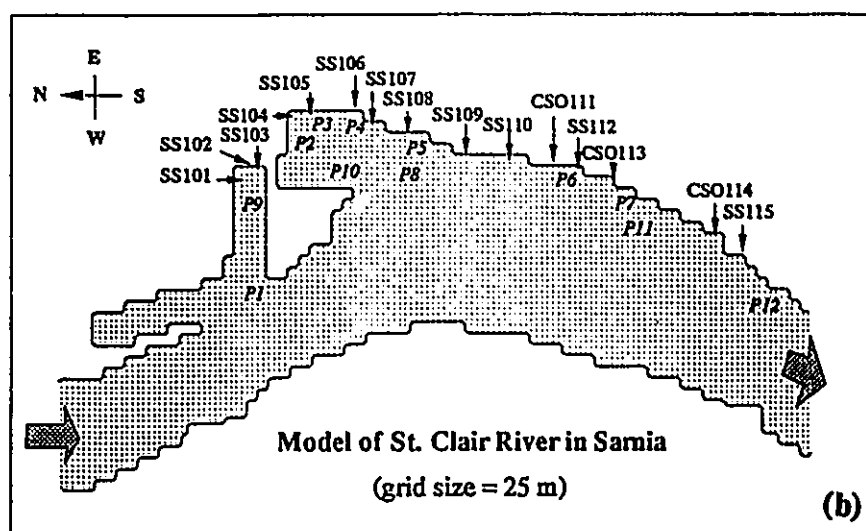 E
N S
W
SS106
SS105 SS107
SS104 SS108
SS103 SS109 CSO111
SS102 SS110 SS112
SS101 CSO113
CSO114
SS115
P3 P4
P2 P5
P10 P8 P6
P9 P7
P11
P1 P12
Model of St. Clair River in Sarnia
(grid size = 25 m)
(b)